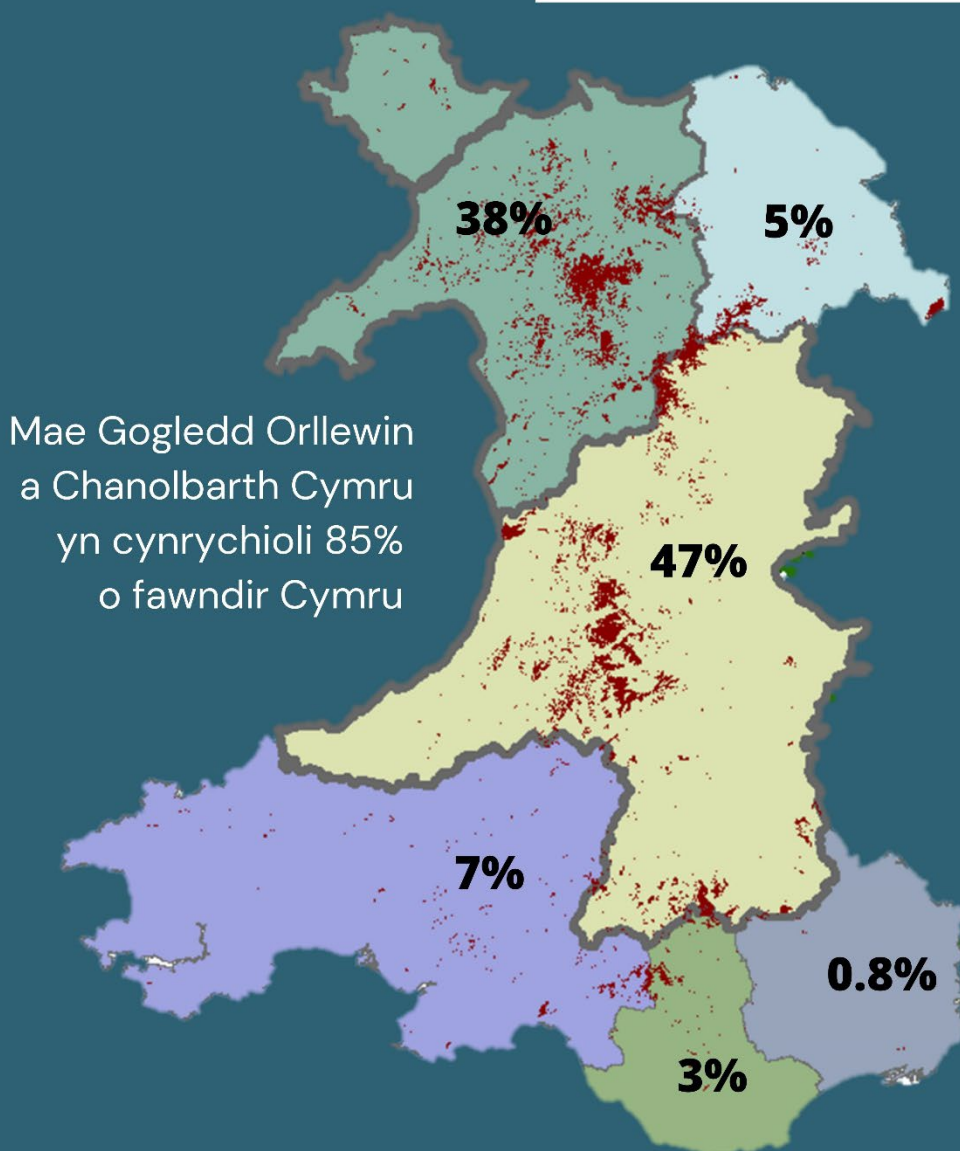 38%
5%
Mae Gogledd Orllewin
a Chanolbarth Cymru
yn cynrychioli 85%
o fawndir Cymru
47%
7%
0.8%
3%